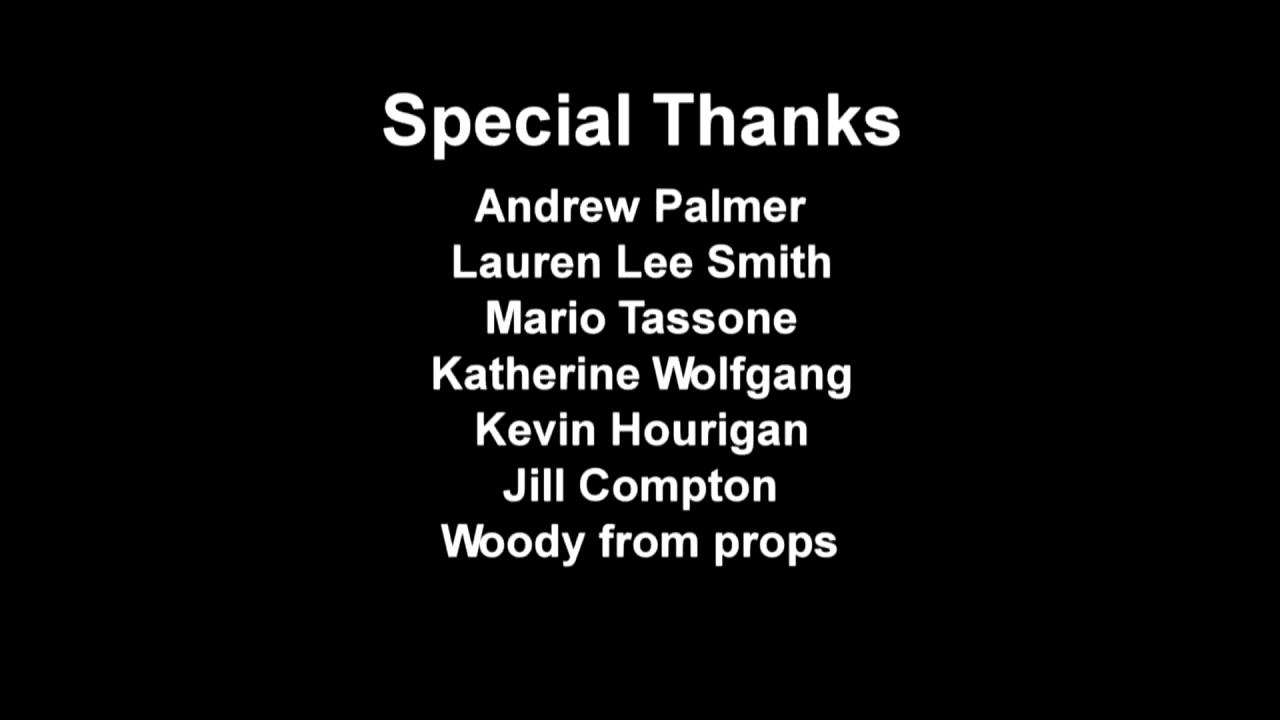 Special Thanks
Andrew Palmer
Lauren Lee Smith
Mario Tassone
Katherine Wolfgang
Kevin Hourigan
Jill Compton
Woody from props